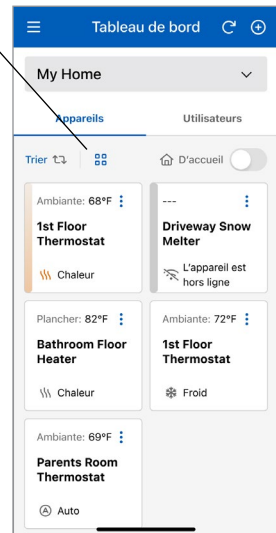 Tableau de bord
My Home
Appareils
Utilisateurs
Trier
D'accueil
Ambiante: 68°F
1st Floor
Thermostat
Chaleur
---
Driveway Snow
Melter
L'appareil est
hors ligne
Plancher: 82°F
Bathroom Floor
Heater
Chaleur
Ambiante: 72°F
1st Floor
Thermostat
Froid
Ambiante: 69°F
Parents Room
Thermostat
A Auto